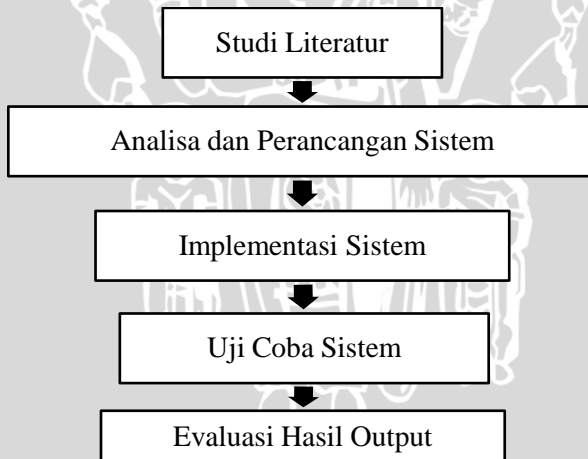 Studi Literatur
Analisa dan Perancangan Sistem
Implementasi Sistem
Uji Coba Sistem
Evaluasi Hasil Output